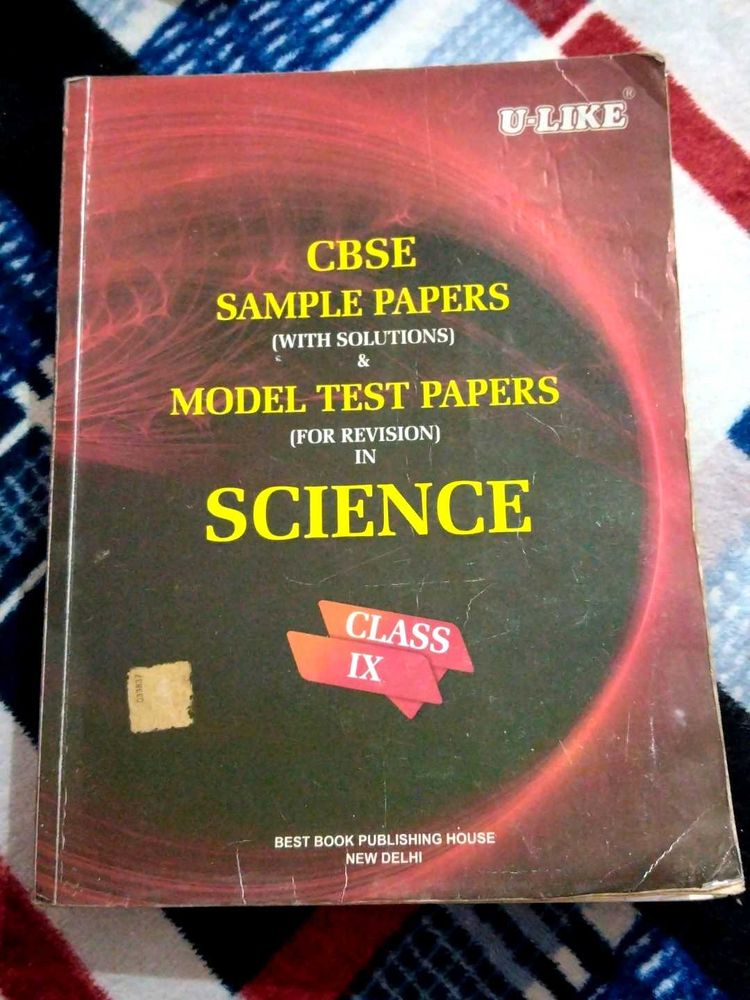 U-LIKE®
CBSE
SAMPLE PAPERS
(WITH SOLUTIONS)
&
MODEL TEST PAPERS
(FOR REVISION)
IN
SCIENCE
CLASS
IX
039837
BEST BOOK PUBLISHING HOUSE
NEW DELHI